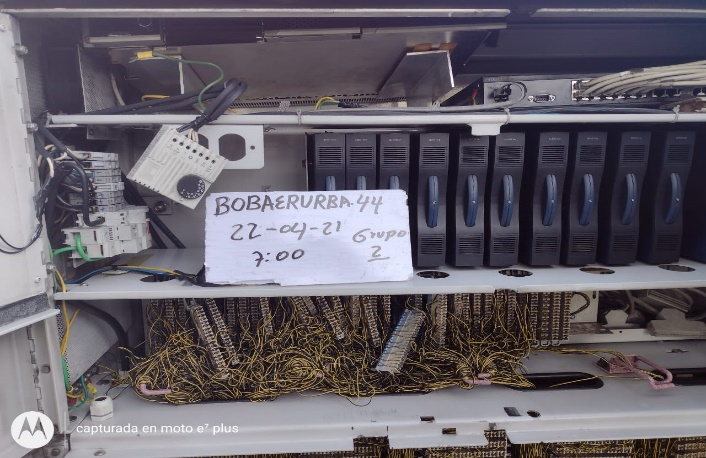 BOBAERURBA-44
22-04-21
7:00
Grupo
2
capturada en moto e⁷ plus